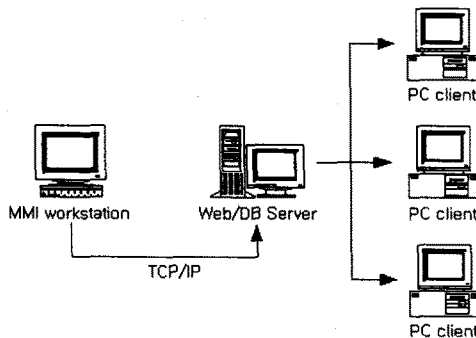 PC client
MMI workstation
Web/DB Server
PC client
TCP/IP
PC client